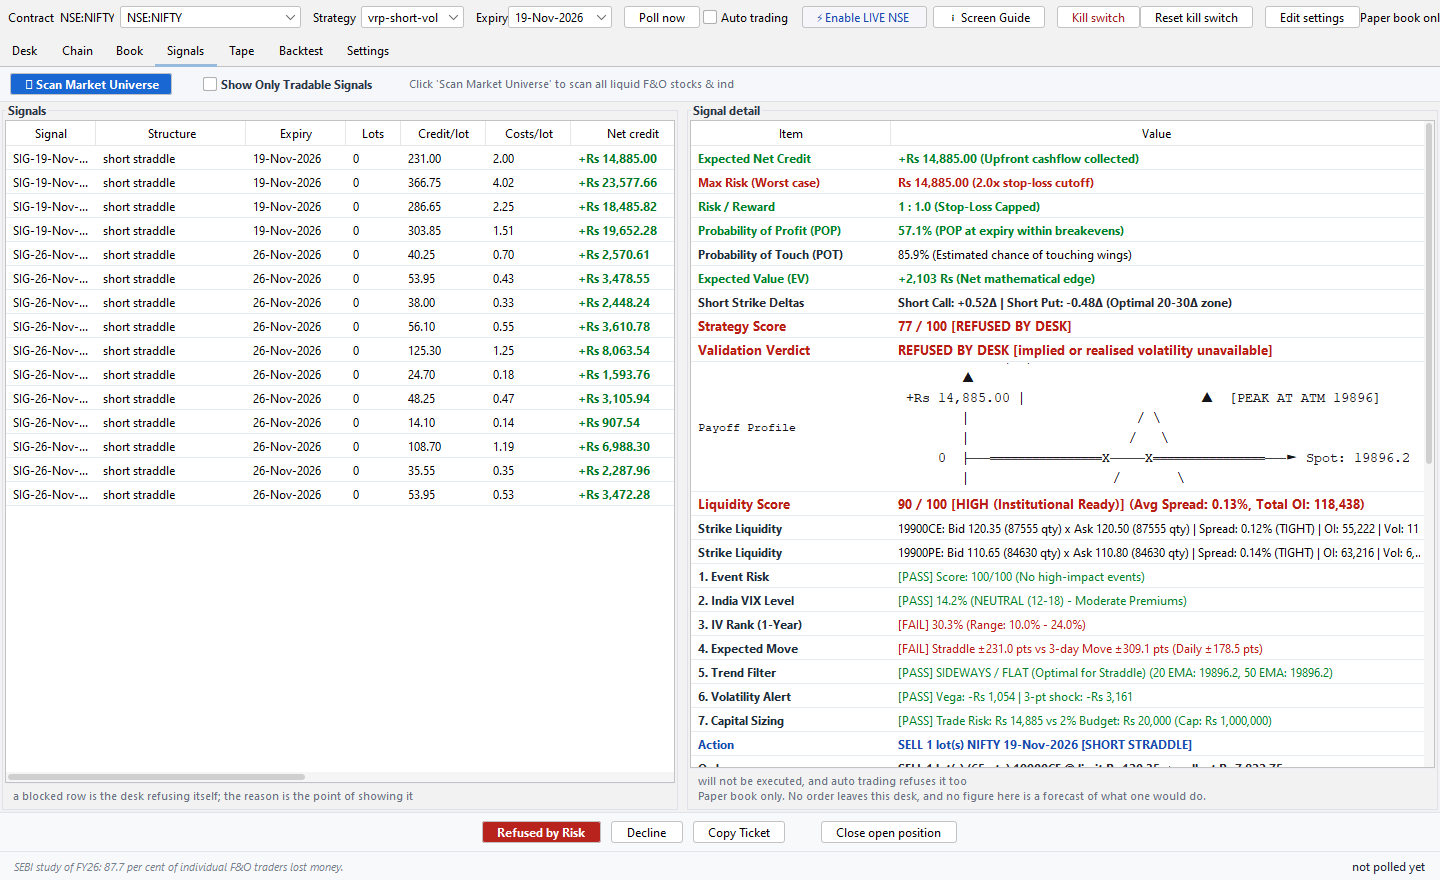 Contract NSE:NIFTY NSE:NIFTY Strategy vrp-short-vol Expiry 19-Nov-2026 Poll now Auto trading ⚡Enable LIVE NSE Screen Guide Kill switch Reset kill switch Edit settings Paper book onl
Desk Chain Book Signals Tape Backtest Settings
Scan Market Universe Show Only Tradable Signals Click 'Scan Market Universe' to scan all liquid F&O stocks & ind
Signals
Signal Structure Expiry Lots Credit/lot Costs/lot Net credit
SIG-19-Nov-... short straddle 19-Nov-2026 0 231.00 2.00 +Rs 14,885.00
SIG-19-Nov-... short straddle 19-Nov-2026 0 366.75 4.02 +Rs 23,577.66
SIG-19-Nov-... short straddle 19-Nov-2026 0 286.65 2.25 +Rs 18,485.82
SIG-19-Nov-... short straddle 19-Nov-2026 0 303.85 1.51 +Rs 19,652.28
SIG-26-Nov-... short straddle 26-Nov-2026 0 40.25 0.70 +Rs 2,570.61
SIG-26-Nov-... short straddle 26-Nov-2026 0 53.95 0.43 +Rs 3,478.55
SIG-26-Nov-... short straddle 26-Nov-2026 0 38.00 0.33 +Rs 2,448.24
SIG-26-Nov-... short straddle 26-Nov-2026 0 56.10 0.55 +Rs 3,610.78
SIG-26-Nov-... short straddle 26-Nov-2026 0 125.30 1.25 +Rs 8,063.54
SIG-26-Nov-... short straddle 26-Nov-2026 0 24.70 0.18 +Rs 1,593.76
SIG-26-Nov-... short straddle 26-Nov-2026 0 48.25 0.47 +Rs 3,105.94
SIG-26-Nov-... short straddle 26-Nov-2026 0 14.10 0.14 +Rs 907.54
SIG-26-Nov-... short straddle 26-Nov-2026 0 108.70 1.19 +Rs 6,988.30
SIG-26-Nov-... short straddle 26-Nov-2026 0 35.55 0.35 +Rs 2,287.96
SIG-26-Nov-... short straddle 26-Nov-2026 0 53.95 0.53 +Rs 3,472.28
a blocked row is the desk refusing itself; the reason is the point of showing it
Signal detail
Item Value
Expected Net Credit +Rs 14,885.00 (Upfront cashflow collected)
Max Risk (Worst case) Rs 14,885.00 (2.0x stop-loss cutoff)
Risk / Reward 1 : 1.0 (Stop-Loss Capped)
Probability of Profit (POP) 57.1% (POP at expiry within breakevens)
Probability of Touch (POT) 85.9% (Estimated chance of touching wings)
Expected Value (EV) +2,103 Rs (Net mathematical edge)
Short Strike Deltas Short Call: +0.52Δ | Short Put: -0.48Δ (Optimal 20-30Δ zone)
Strategy Score 77 / 100 [REFUSED BY DESK]
Validation Verdict REFUSED BY DESK [implied or realised volatility unavailable]
+Rs 14,885.00 | ▲ [PEAK AT ATM 19896]
Payoff Profile
0 Spot: 19896.2
Liquidity Score 90 / 100 [HIGH (Institutional Ready)] (Avg Spread: 0.13%, Total OI: 118,438)
Strike Liquidity 19900CE: Bid 120.35 (87555 qty) x Ask 120.50 (87555 qty) | Spread: 0.12% (TIGHT) | OI: 55,222 | Vol: 11
Strike Liquidity 19900PE: Bid 110.65 (84630 qty) x Ask 110.80 (84630 qty) | Spread: 0.14% (TIGHT) | OI: 63,216 | Vol: 6,...
1. Event Risk [PASS] Score: 100/100 (No high-impact events)
2. India VIX Level [PASS] 14.2% (NEUTRAL (12-18) - Moderate Premiums)
3. IV Rank (1-Year) [FAIL] 30.3% (Range: 10.0% - 24.0%)
4. Expected Move [FAIL] Straddle ±231.0 pts vs 3-day Move ±309.1 pts (Daily ±178.5 pts)
5. Trend Filter [PASS] SIDEWAYS / FLAT (Optimal for Straddle) (20 EMA: 19896.2, 50 EMA: 19896.2)
6. Volatility Alert [PASS] Vega: -Rs 1,054 | 3-pt shock: -Rs 3,161
7. Capital Sizing [PASS] Trade Risk: Rs 14,885 vs 2% Budget: Rs 20,000 (Cap: Rs 1,000,000)
Action SELL 1 lot(s) NIFTY 19-Nov-2026 [SHORT STRADDLE]
will not be executed, and auto trading refuses it too
Paper book only. No order leaves this desk, and no figure here is a forecast of what one would do.
Refused by Risk Decline Copy Ticket Close open position
SEBI study of FY26: 87.7 per cent of individual F&O traders lost money. not polled yet